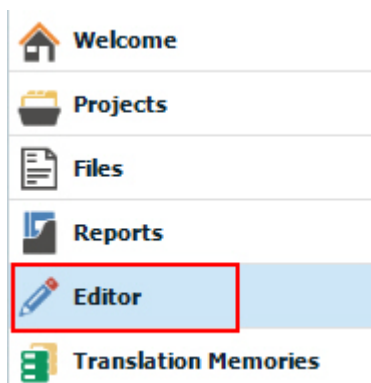 Welcome
Projects
Files
Reports
Editor
Translation Memories